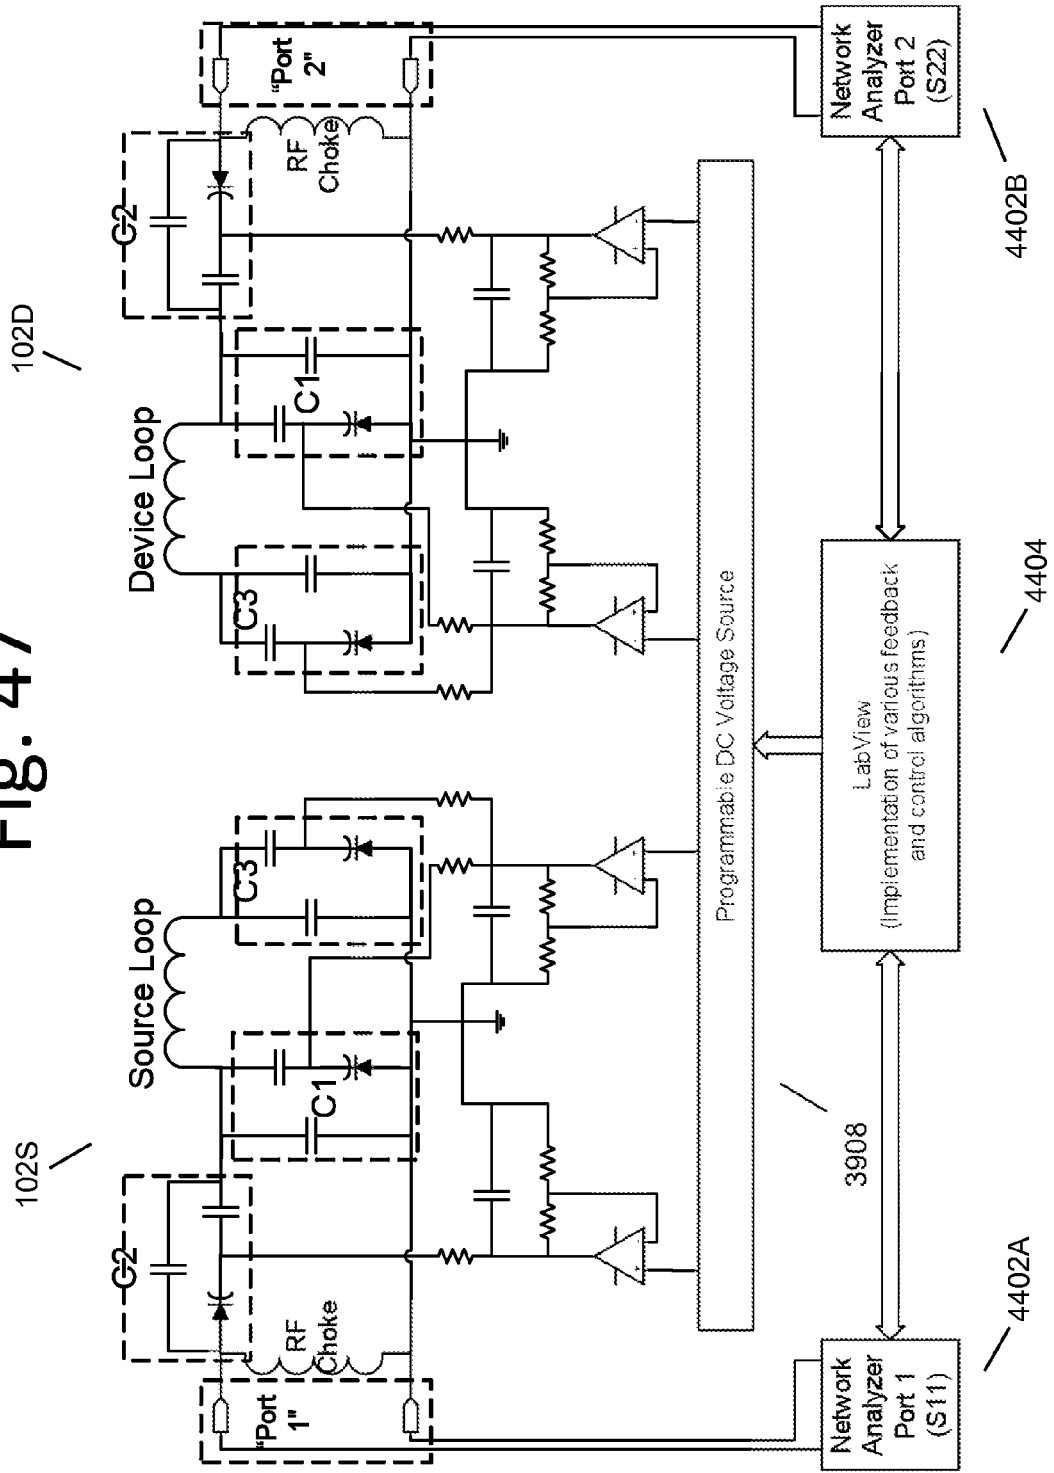 Fig. 47
102S
102D
Source Loop
Device Loop
C2
C1
C3
C3
C1
C2
RF
Choke
RF
Choke
"Port
1"
"Port
2"
Programmable DC Voltage Source
3908
Network
Analyzer
Port 1
(S11)
LabView
(Implementation of various feedback
and control algorithms)
Network
Analyzer
Port 2
(S22)
4402A
4404
4402B